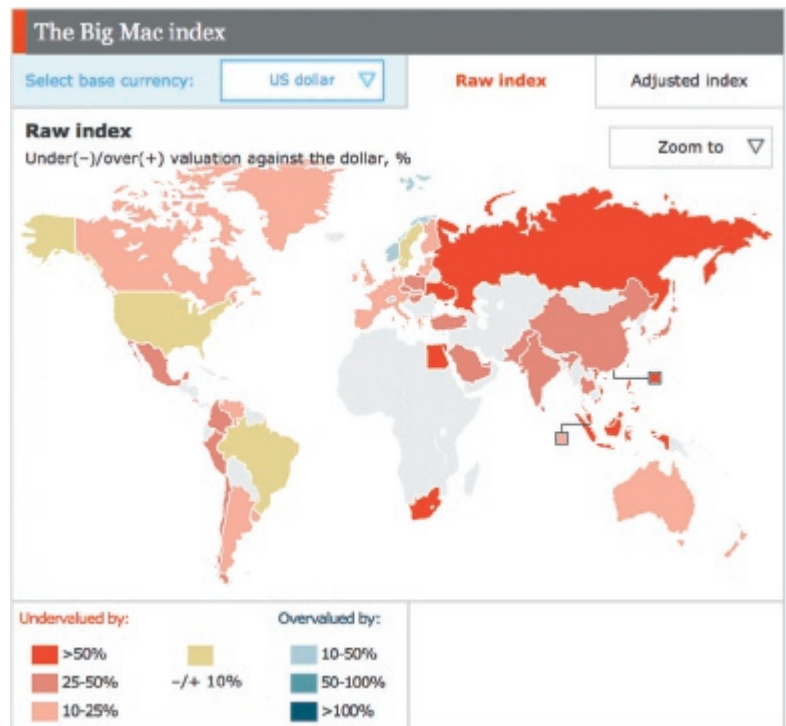 The Big Mac index
Select base currency: US dollar Raw index Adjusted index
Raw index
Under(−)/over(+) valuation against the dollar, %
Zoom to
Undervalued by: Overvalued by:
>50% 10-50%
25-50% −/+ 10% 50-100%
10-25% >100%